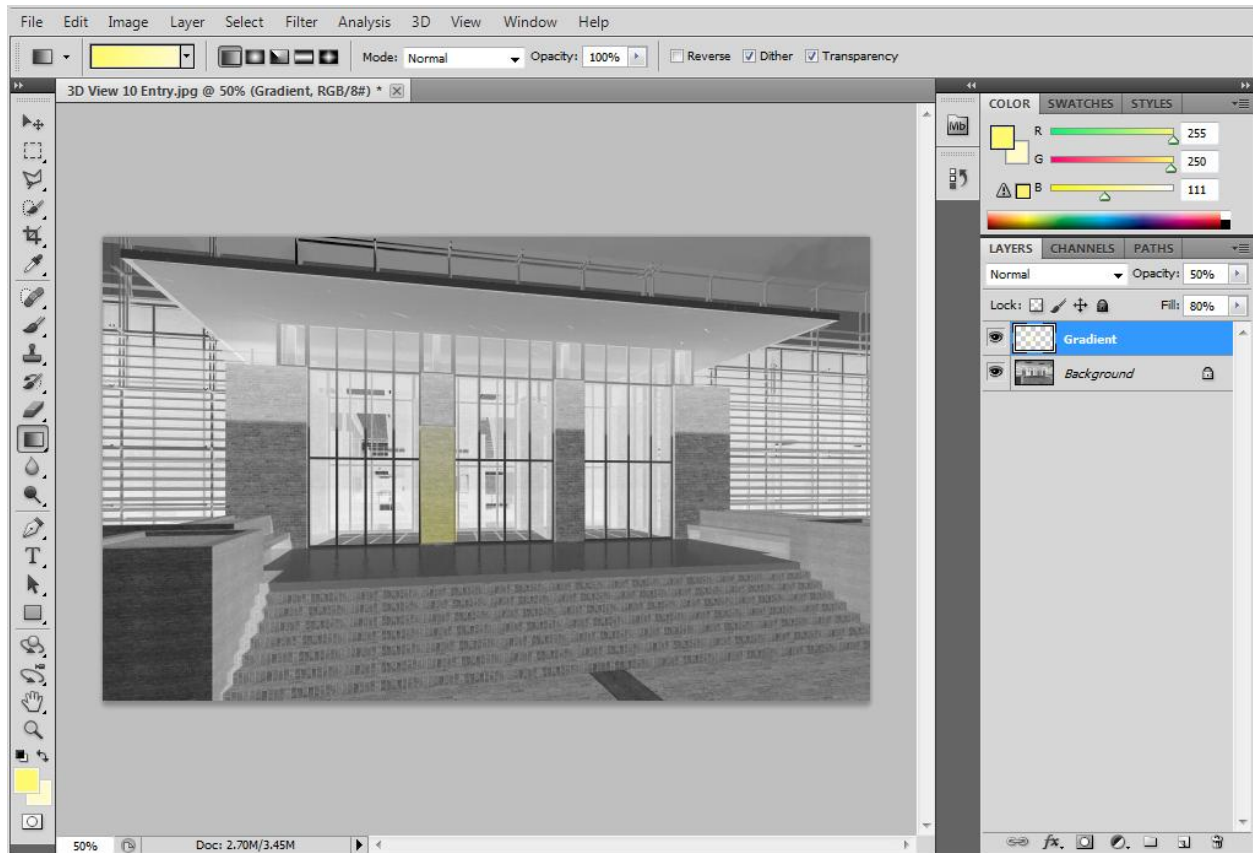 File Edit Image Layer Select Filter Analysis 3D View Window Help
Mode: Normal Opacity: 100% Reverse Dither Transparency
3D View 10 Entry.jpg @ 50% (Gradient, RGB/8#) *
Mb
COLOR SWATCHES STYLES
R 255
G 250
B 111
LAYERS CHANNELS PATHS
Normal Opacity: 50%
Lock: Fill: 80%
Gradient
Background
T
50% Doc: 2.70M/3.45M
fx.